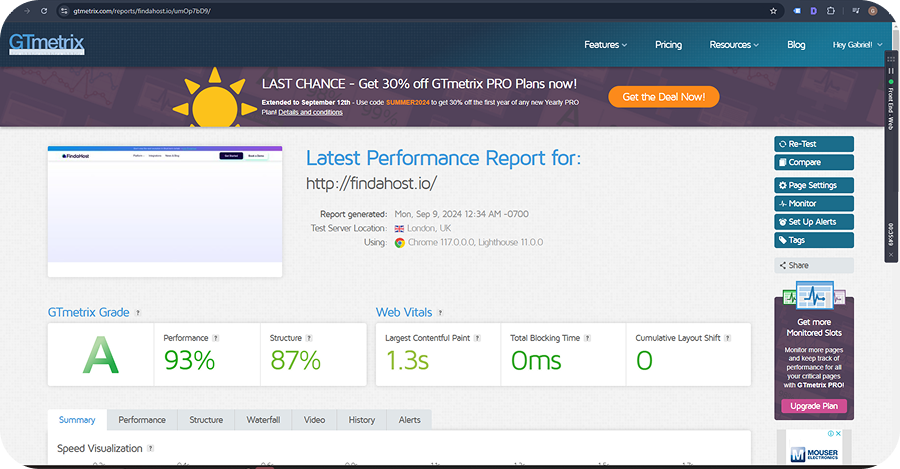 gtmetrix.com/reports/findahost.io/umOp7bD9/
GTmetrix
Features
Pricing
Resources
Blog
Hey Gabriel!
LAST CHANCE - Get 30% off GTmetrix PRO Plans now!
Extended to September 12th - Use code SUMMER2024 to get 30% off the first year of any new Yearly PRO
Plan! Details and conditions
Get the Deal Now!
Front End - Web
00:35:49
FindaHost
Latest Performance Report for:
http://findahost.io/
Report generated: Mon, Sep 9, 2024 12:34 AM -0700
Test Server Location: London, UK
Using: Chrome 117.0.0.0, Lighthouse 11.0.0
Re-Test
Compare
Page Settings
Monitor
Set Up Alerts
Tags
Share
GTmetrix Grade ?
A
Performance ?
93%
Structure ?
87%
Web Vitals ?
Largest Contentful Paint ?
1.3s
Total Blocking Time ?
0ms
Cumulative Layout Shift ?
0
Get more
Monitored Slots
Monitor more pages
and keep track of
performance for all
your critical pages
with GTmetrix PRO!
Upgrade Plan
Summary
Performance
Structure
Waterfall
Video
History
Alerts
Speed Visualization ?
M
MOUSER
ELECTRONICS